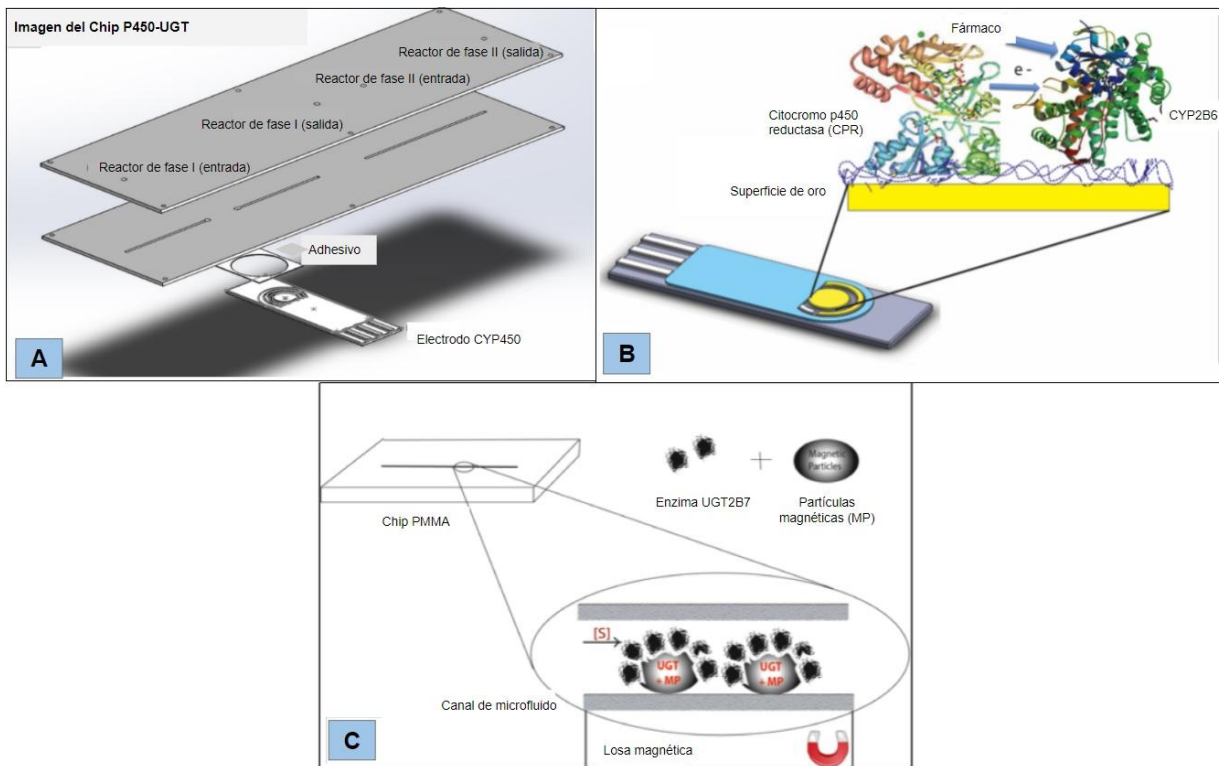 Imagen del Chip P450-UGT
Reactor de fase II (salida)
Reactor de fase II (entrada)
Reactor de fase I (salida)
Reactor de fase I (entrada)
Adhesivo
Electrodo CYP450
A
Fármaco
e -
Citocromo p450
reductasa (CPR)
CYP2B6
Superficie de oro
B
Chip PMMA
Enzima UGT2B7
+
Magnetic
Particles
Partículas
magnéticas (MP)
[S]
UGT
+ MP
UGT
+ MP
Canal de microfluido
Losa magnética
C